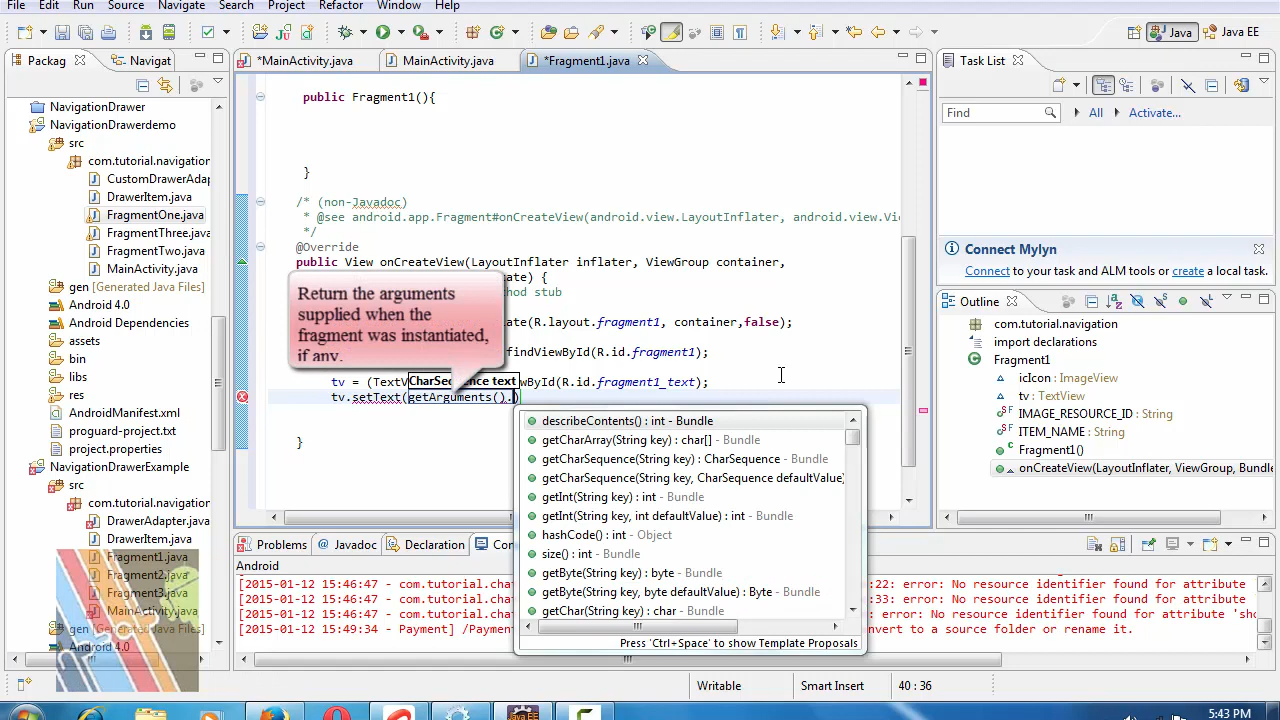 File Edit Run Source Navigate Search Project Refactor Window Help
Java
Java EE
Packag
Navigat
*MainActivity.java
MainActivity.java
*Fragment1.java
Task List
NavigationDrawer
NavigationDrawerdemo
src
com.tutorial.navigation
CustomDrawerAdap
DrawerItem.java
FragmentOne.java
FragmentThree.java
FragmentTwo.java
MainActivity.java
gen [Generated Java Files]
Android 4.0
Android Dependencies
assets
bin
libs
res
AndroidManifest.xml
proguard-project.txt
project.properties
NavigationDrawerExample
src
com.tutorial.navigation
DrawerAdapter.java
DrawerItem.java
Fragment1.java
Fragment2.java
Fragment3.java
MainActivity.java
gen [Generated Java Files]
Android 4.0
public Fragment1(){
}
/* (non-Javadoc)
* @see android.app.Fragment#onCreateView(android.view.LayoutInflater, android.view.Vie
*/
@Override
public View onCreateView(LayoutInflater inflater, ViewGroup container,
ate) {
hod stub
ate(R.layout.fragment1, container,false);
findViewById(R.id.fragment1);
tv = (TextV
wById(R.id.fragment1_text);
tv.setText(getArguments().)
}
Return the arguments
supplied when the
fragment was instantiated,
if any.
CharSequence text
describeContents() : int - Bundle
getCharArray(String key) : char[] - Bundle
getCharSequence(String key) : CharSequence - Bundle
getCharSequence(String key, CharSequence defaultValue)
getInt(String key) : int - Bundle
getInt(String key, int defaultValue) : int - Bundle
hashCode() : int - Object
size() : int - Bundle
getByte(String key) : byte - Bundle
getByte(String key, byte defaultValue) : Byte - Bundle
getChar(String key) : char - Bundle
Press 'Ctrl+Space' to show Template Proposals
Find
All
Activate...
Connect Mylyn
Connect to your task and ALM tools or create a local task.
Outline
com.tutorial.navigation
import declarations
Fragment1
icIcon : ImageView
tv : TextView
IMAGE_RESOURCE_ID : String
ITEM_NAME : String
Fragment1()
onCreateView(LayoutInflater, ViewGroup, Bundle
Problems
Javadoc
Declaration
Con
Android
[2015-01-12 15:46:47 - com.tutorial.cha
:22: error: No resource identifier found for attribute
[2015-01-12 15:46:47 - com.tutorial.cha
:33: error: No resource identifier found for attribute
[2015-01-12 15:46:47 - com.tutorial.cha
: error: No resource identifier found for attribute 'sho
[2015-01-12 15:49:34 - Payment] /Paymen
nvert to a source folder or rename it.
Writable
Smart Insert
40 : 36
5:43 PM